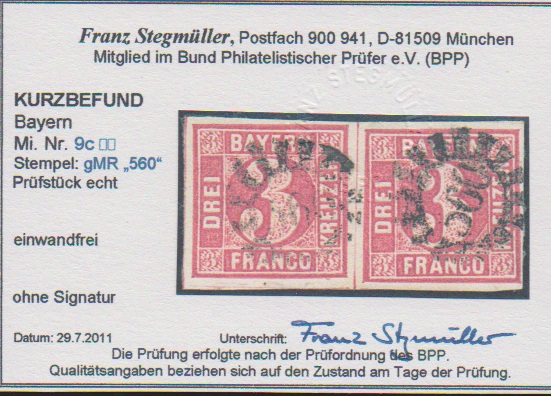 Franz Stegmüller, Postfach 900 941, D-81509 München
Mitglied im Bund Philatelistischer Prüfer e.V. (BPP)
FRANZ STEGMÜLL
KURZBEFUND
Bayern
Mi. Nr. 9c □□
Stempel: gMR „560“
Prüfstück echt
einwandfrei
ohne Signatur
BAYERN
DREI
3
KREUZER
FRANCO
BAYERN
DREI
3
KREUZER
FRANCO
560
Datum: 29.7.2011 Unterschrift: Franz Stegmüller
Die Prüfung erfolgte nach der Prüfordnung des BPP.
Qualitätsangaben beziehen sich auf den Zustand am Tage der Prüfung.